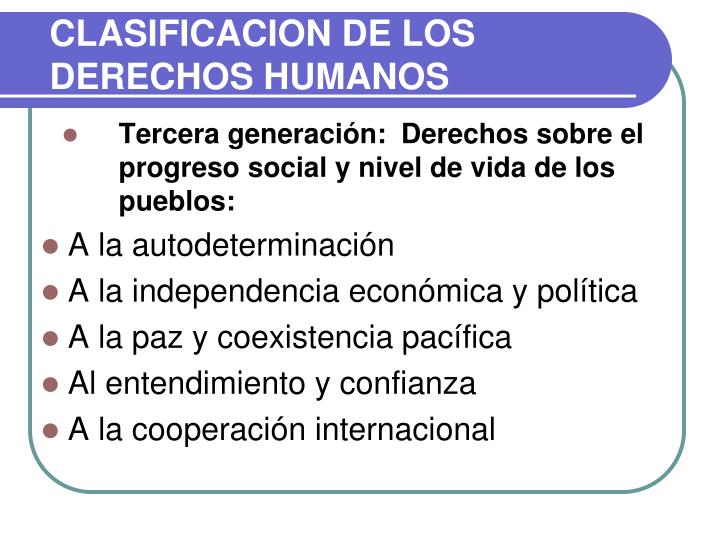 CLASIFICACION DE LOS
DERECHOS HUMANOS
Tercera generación: Derechos sobre el
progreso social y nivel de vida de los
pueblos:
A la autodeterminación
A la independencia económica y política
A la paz y coexistencia pacífica
Al entendimiento y confianza
A la cooperación internacional